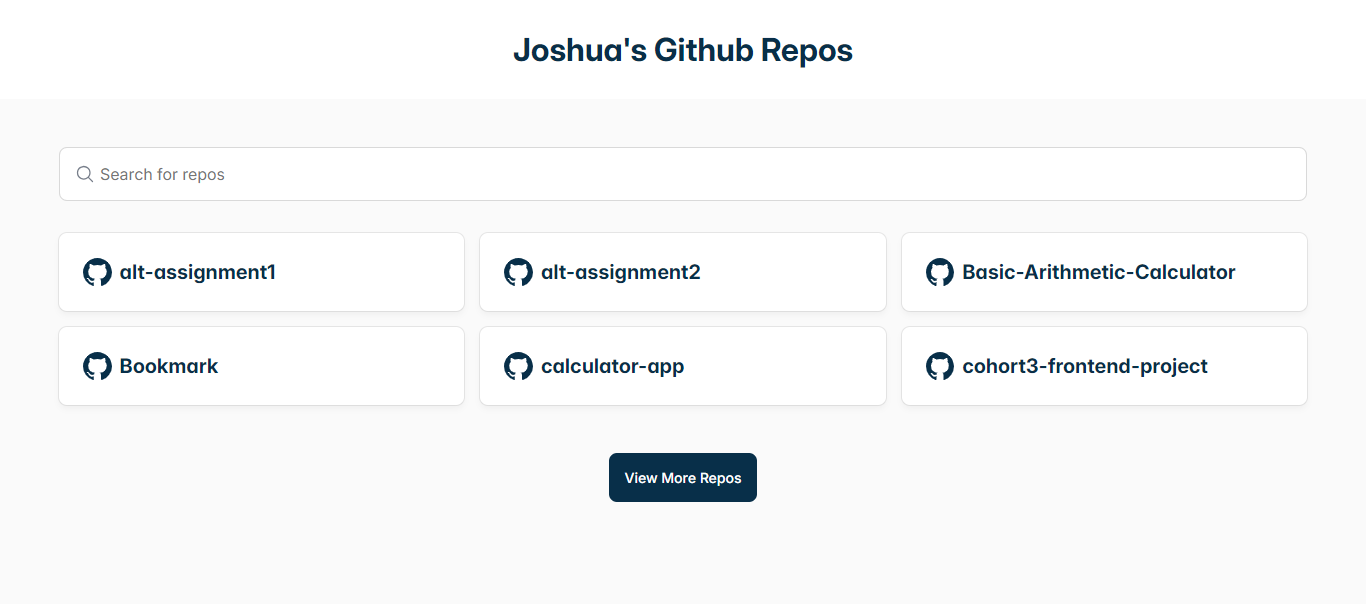 Joshua's Github Repos
Search for repos
alt-assignment1
alt-assignment2
Basic-Arithmetic-Calculator
Bookmark
calculator-app
cohort3-frontend-project
View More Repos